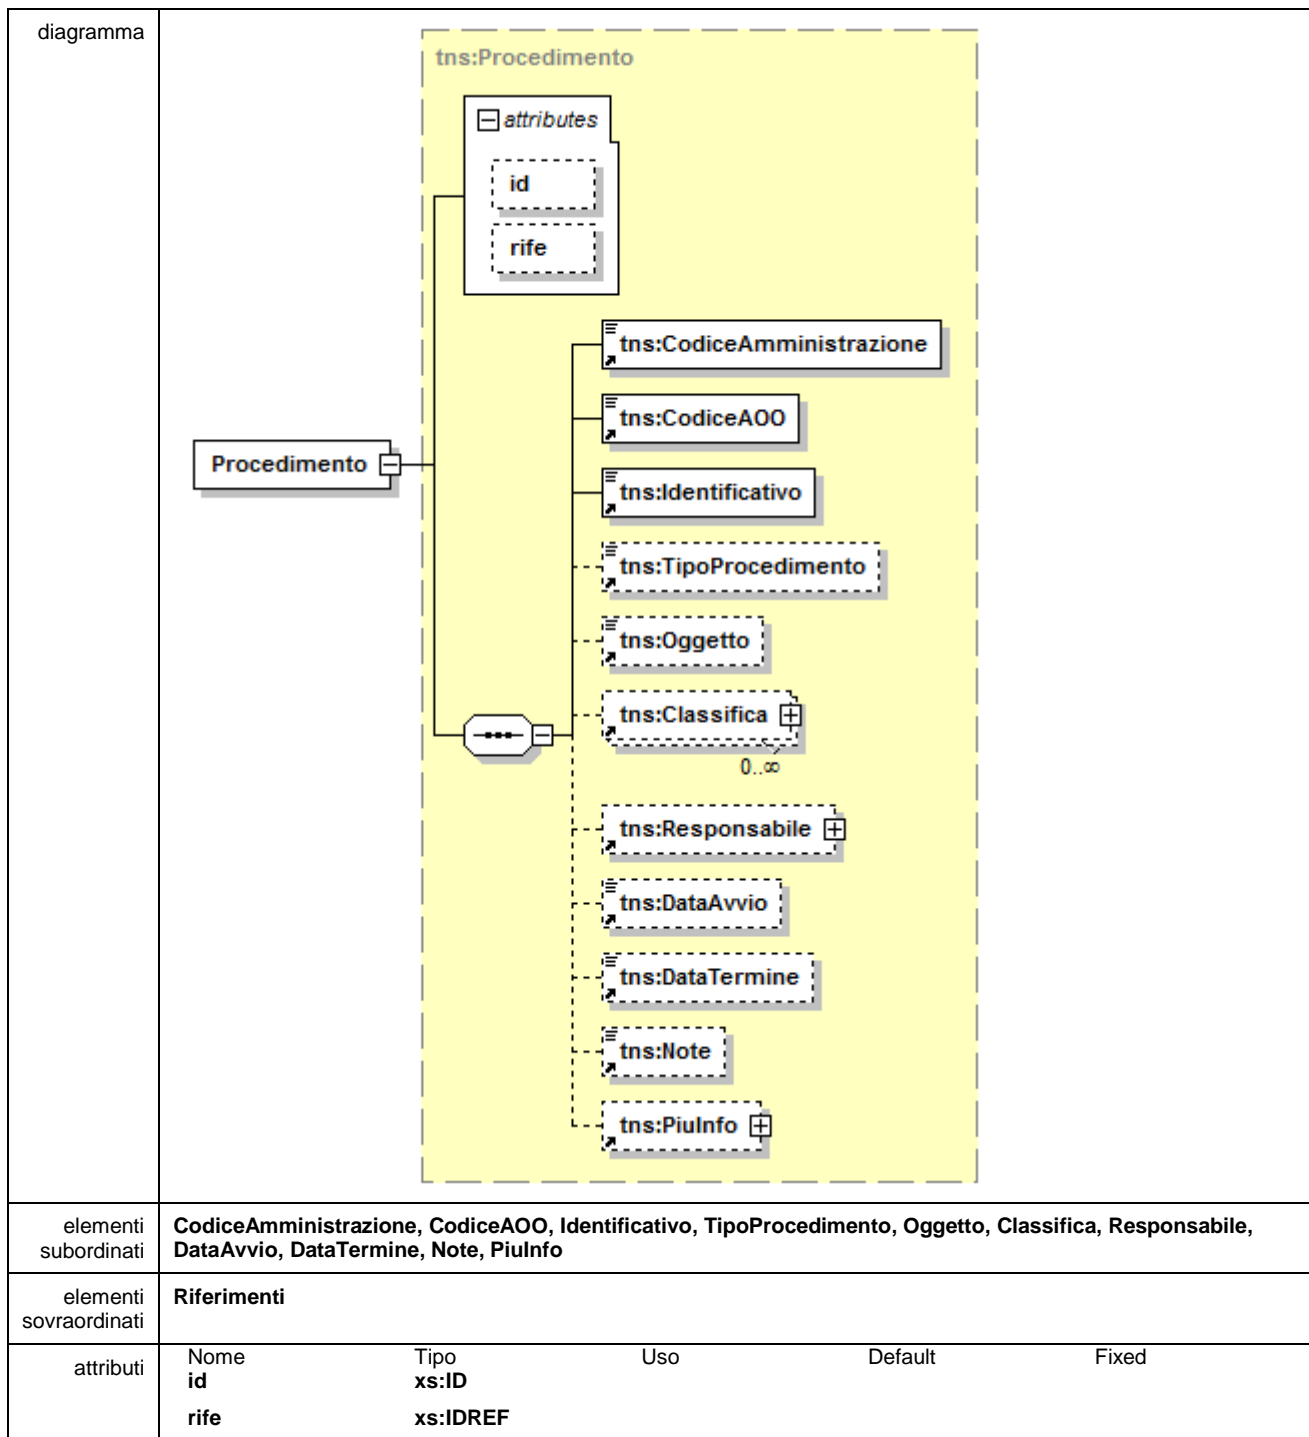 diagramma
tns:Procedimento
attributes
id
rife
tns:CodiceAmministrazione
tns:CodiceAOO
Procedimento
tns:Identificativo
tns:TipoProcedimento
tns:Oggetto
tns:Classifica
0..∞
tns:Responsabile
tns:DataAvvio
tns:DataTermine
tns:Note
tns:PiuInfo
elementi subordinati
CodiceAmministrazione, CodiceAOO, Identificativo, TipoProcedimento, Oggetto, Classifica, Responsabile,
DataAvvio, DataTermine, Note, PiuInfo
elementi sovraordinati
Riferimenti
attributi
Nome Tipo Uso Default Fixed
id xs:ID
rife xs:IDREF